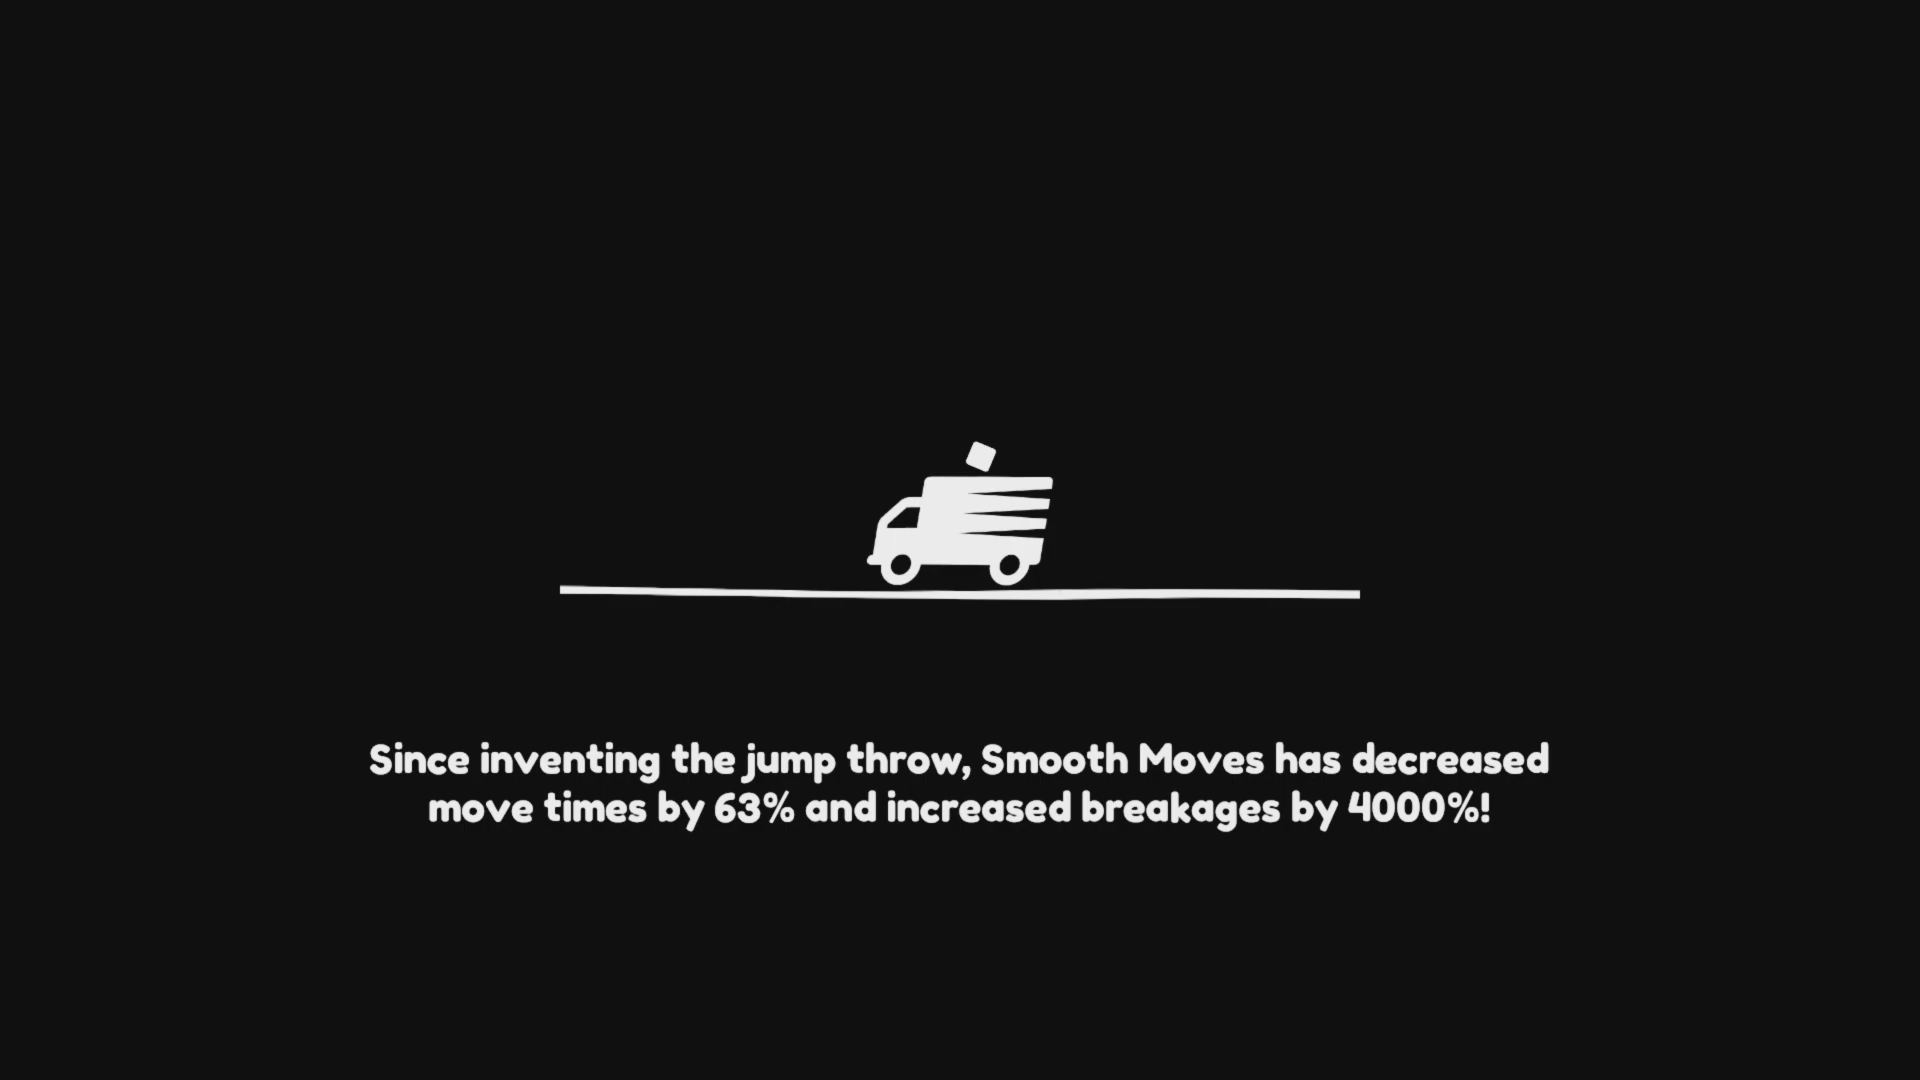 Since inventing the jump throw, Smooth Moves has decreased
move times by 63% and increased breakages by 4000%!